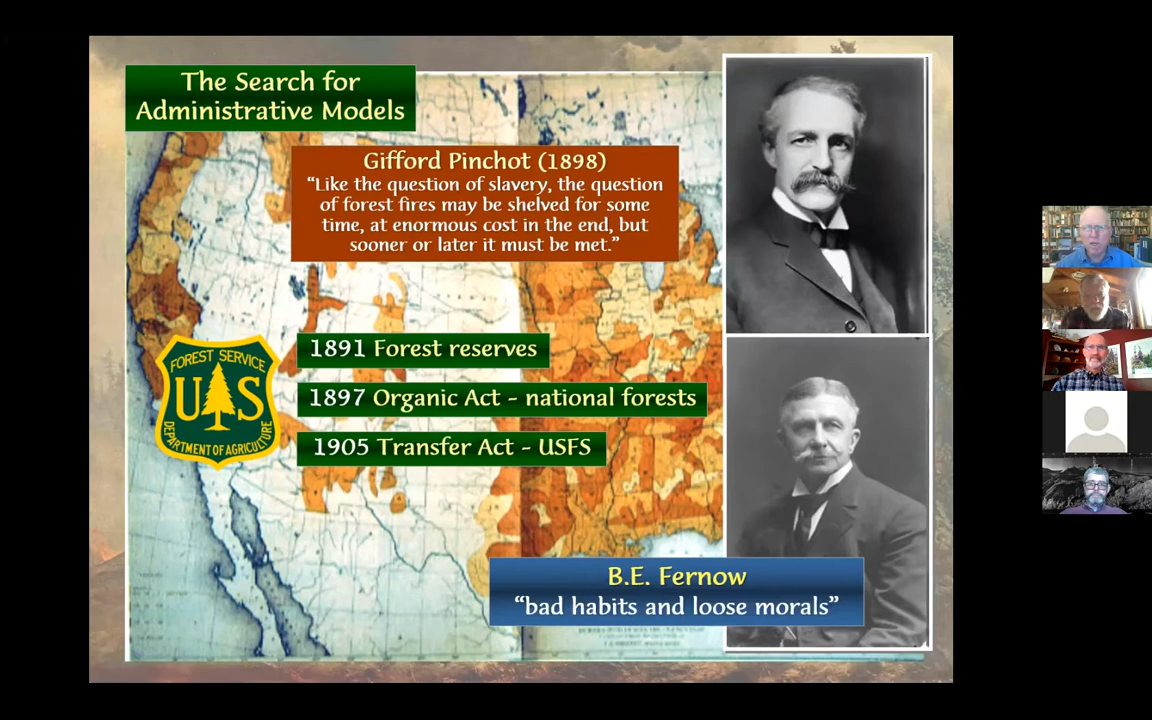 The Search for
Administrative Models
Gifford Pinchot (1898)
“Like the question of slavery, the question
of forest fires may be shelved for some
time, at enormous cost in the end, but
sooner or later it must be met.”
1891 Forest reserves
1897 Organic Act - national forests
1905 Transfer Act - USFS
FOREST SERVICE
U S
DEPARTMENT OF AGRICULTURE
B.E. Fernow
“bad habits and loose morals”